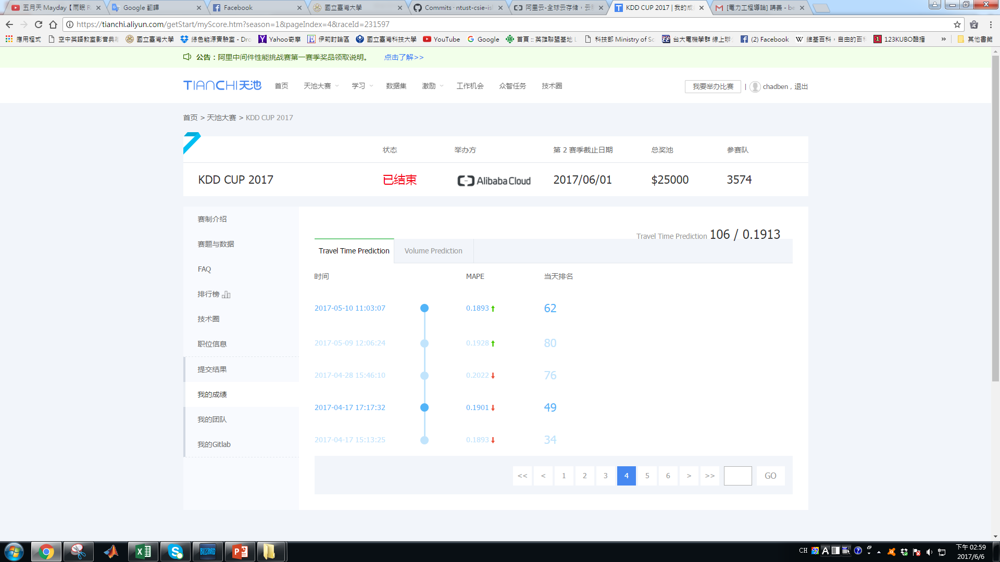 五月天 Mayday【雨眠 R
Google 翻譯
Facebook
國立臺灣大學
Commits · ntust-csie-is
阿里云-全球云存储，云
KDD CUP 2017 | 我的成
[電力工程導論] 講義 - be
https://tianchi.aliyun.com/getStart/myScore.htm?season=1&pageIndex=4&raceId=231597
應用程式
空中英語教室影音典
國立臺灣大學
綠色能源實驗室 - Dro
Yahoo奇摩
伊莉討論區
國立臺灣科技大學
YouTube
Google
首頁 :: 英雄聯盟基地 L
科技部 Ministry of Sc
台大電機學群 線上辦
(2) Facebook
維基百科，自由的百科
123KUBO酷播
»
其他書籤
公告：阿里中间件性能挑战赛第一赛季奖品领取说明。 点击了解>>
TIANCHI天池
首页 天池大赛 学习 数据集 激励 工作机会 众智任务 技术圈
我要举办比赛 | chadben，退出
首页 > 天池大赛 > KDD CUP 2017
状态 举办方 第 2 赛季截止日期 总奖池 参赛队
KDD CUP 2017 已结束 Alibaba Cloud 2017/06/01 $25000 3574
赛制介绍
赛题与数据
FAQ
排行榜
技术圈
职位信息
提交结果
我的成绩
我的团队
我的Gitlab
Travel Time Prediction 106 / 0.1913
Travel Time Prediction Volume Prediction
时间 MAPE 当天排名
2017-05-10 11:03:07 0.1893 62
2017-05-09 12:06:24 0.1928 80
2017-04-28 15:46:10 0.2022 76
2017-04-17 17:17:32 0.1901 49
2017-04-17 15:13:25 0.1893 34
<< < 1 2 3 4 5 6 > >> GO
BLIZZARD
CH
A
下午 02:59
2017/6/6